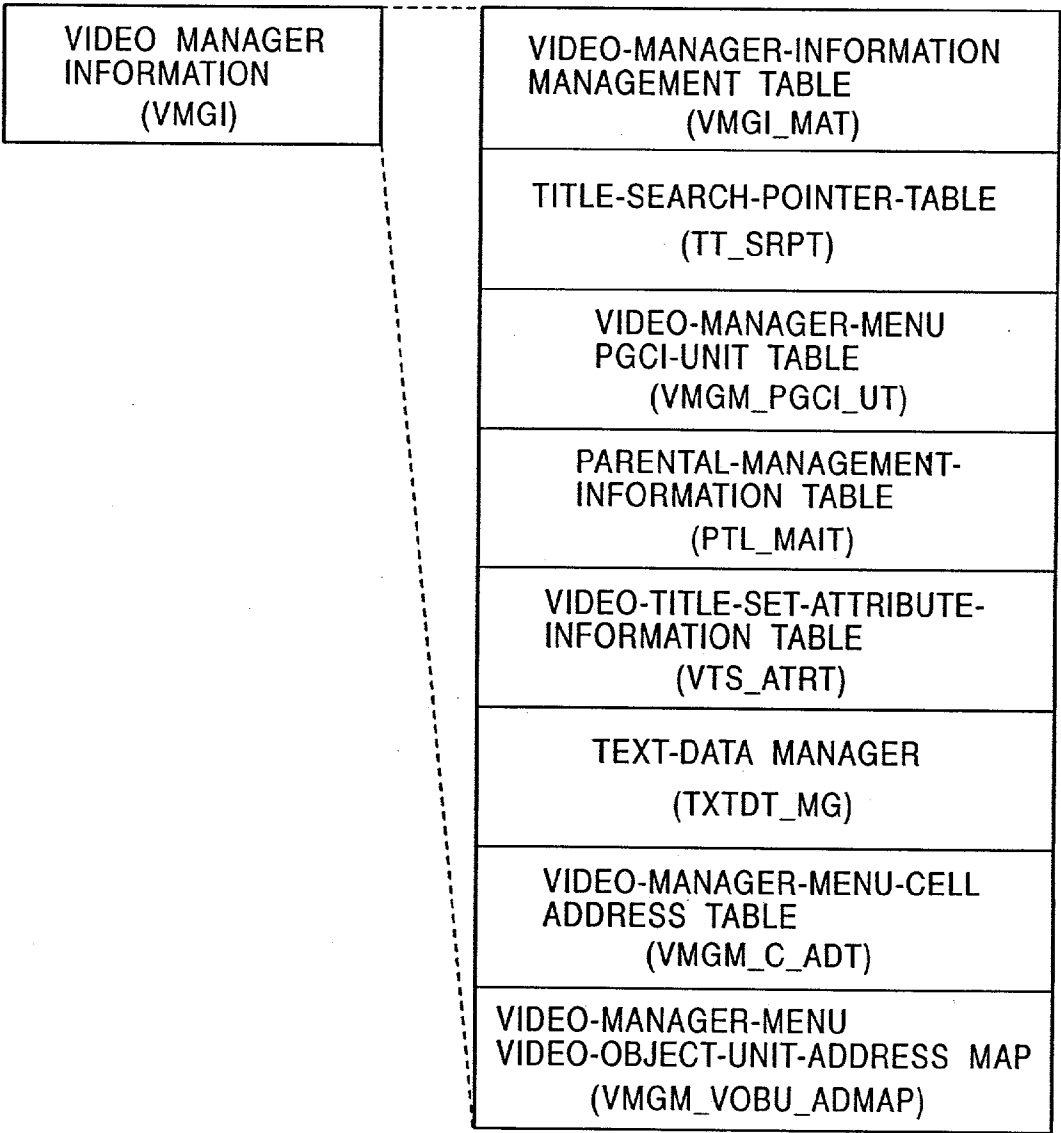 VIDEO MANAGER
INFORMATION
(VMGI)
VIDEO-MANAGER-INFORMATION
MANAGEMENT TABLE
(VMGI_MAT)
TITLE-SEARCH-POINTER-TABLE
(TT_SRPT)
VIDEO-MANAGER-MENU
PGCI-UNIT TABLE
(VMGM_PGCI_UT)
PARENTAL-MANAGEMENT-
INFORMATION TABLE
(PTL_MAIT)
VIDEO-TITLE-SET-ATTRIBUTE-
INFORMATION TABLE
(VTS_ATRT)
TEXT-DATA MANAGER
(TXTDT_MG)
VIDEO-MANAGER-MENU-CELL
ADDRESS TABLE
(VMGM_C_ADT)
VIDEO-MANAGER-MENU
VIDEO-OBJECT-UNIT-ADDRESS MAP
(VMGM_VOBU_ADMAP)